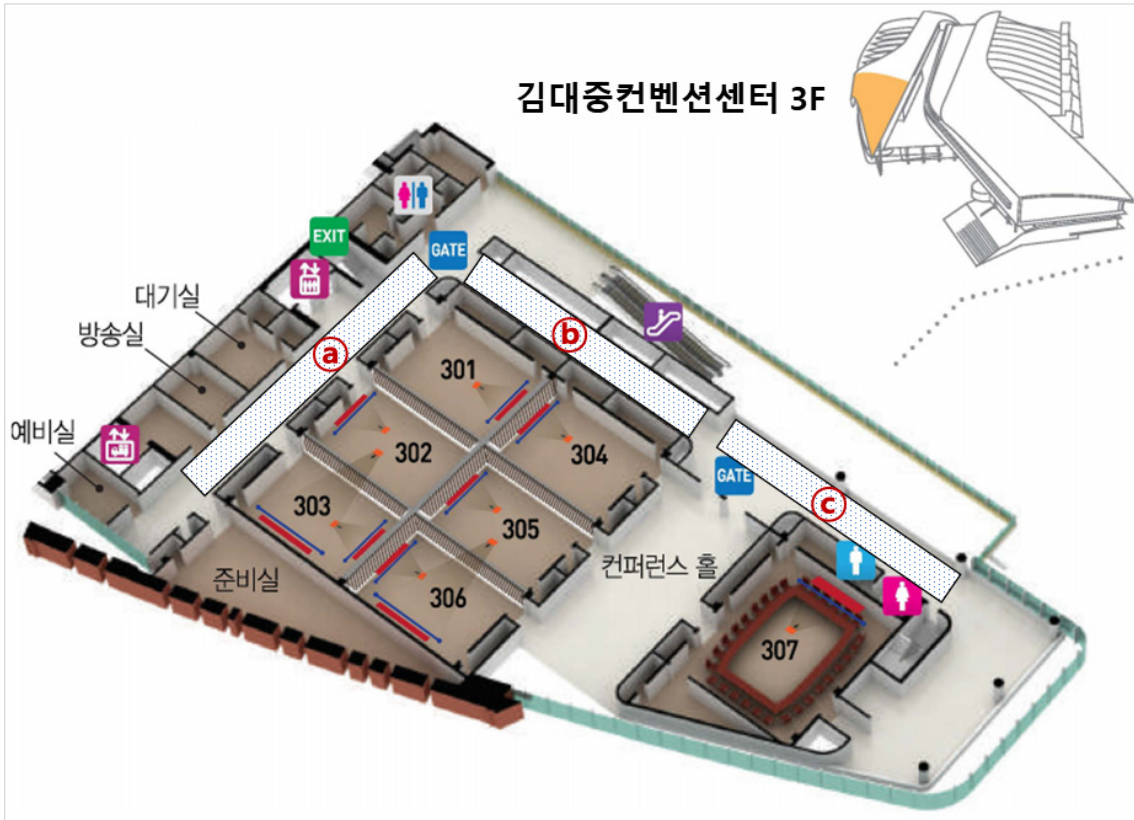 김대중컨벤션센터 3F
EXIT
GATE
대기실
방송실
예비실
ⓐ
ⓑ
301
302
303
304
305
306
준비실
컨퍼런스 홀
GATE
ⓒ
307